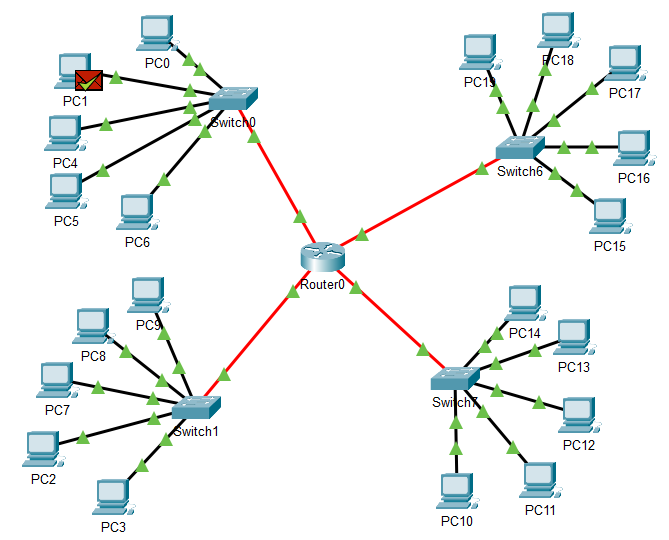 PC0
PC1
Switch0
PC4
PC5
PC6
PC18
PC19
PC17
Switch6
PC16
PC15
Router0
PC9
PC8
PC7
Switch1
PC2
PC3
PC14
PC13
Switch7
PC12
PC11
PC10